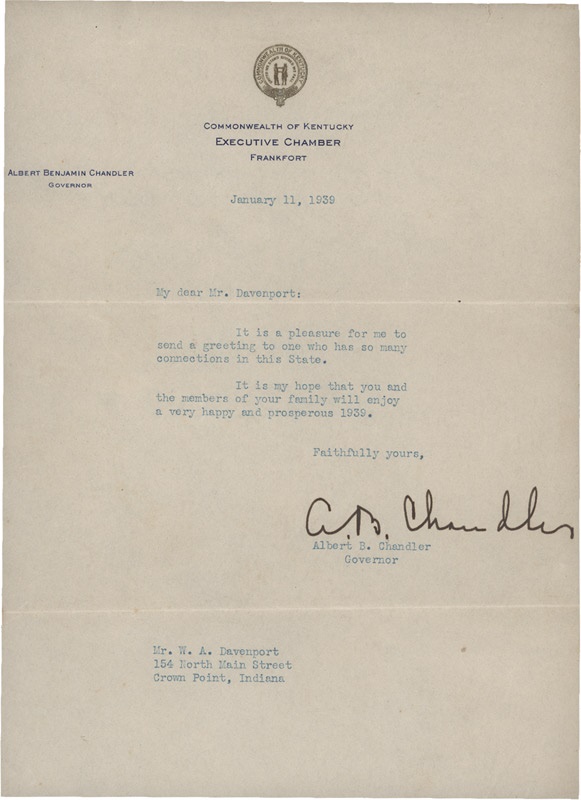 COMMONWEALTH OF KENTUCKY
COMMONWEALTH OF KENTUCKY
EXECUTIVE CHAMBER
FRANKFORT
ALBERT BENJAMIN CHANDLER
GOVERNOR
January 11, 1939
My dear Mr. Davenport:
It is a pleasure for me to
send a greeting to one who has so many
connections in this State.
It is my hope that you and
the members of your family will enjoy
a very happy and prosperous 1939.
Faithfully yours,
A. B. Chandler
Albert B. Chandler
Governor
Mr. W. A. Davenport
154 North Main Street
Crown Point, Indiana